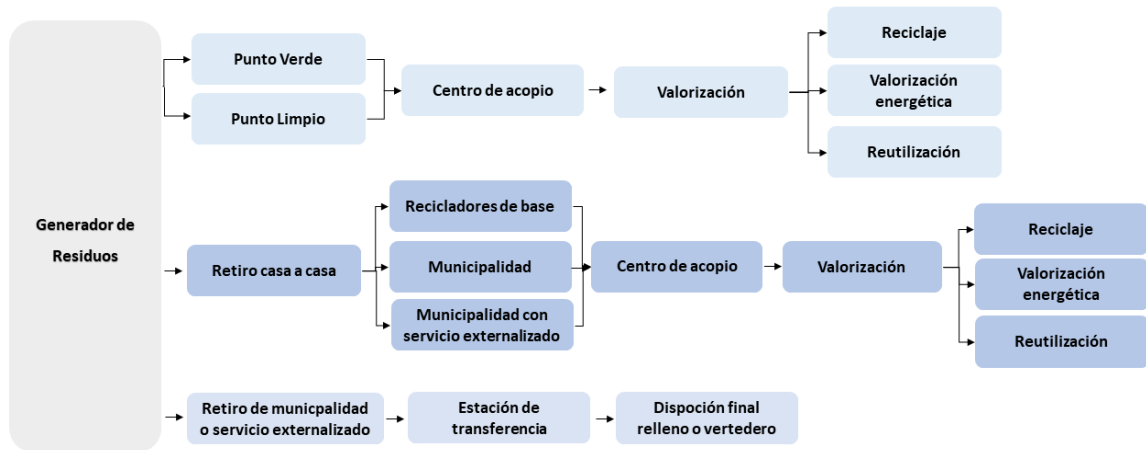 Generador de
Residuos
Punto Verde
Punto Limpio
Centro de acopio
Valorización
Reciclaje
Valorización
energética
Reutilización
Retiro casa a casa
Recicladores de base
Municipalidad
Municipalidad con
servicio externalizado
Centro de acopio
Valorización
Reciclaje
Valorización
energética
Reutilización
Retiro de municpalidad
o servicio externalizado
Estación de
transferencia
Dispoción final
relleno o vertedero